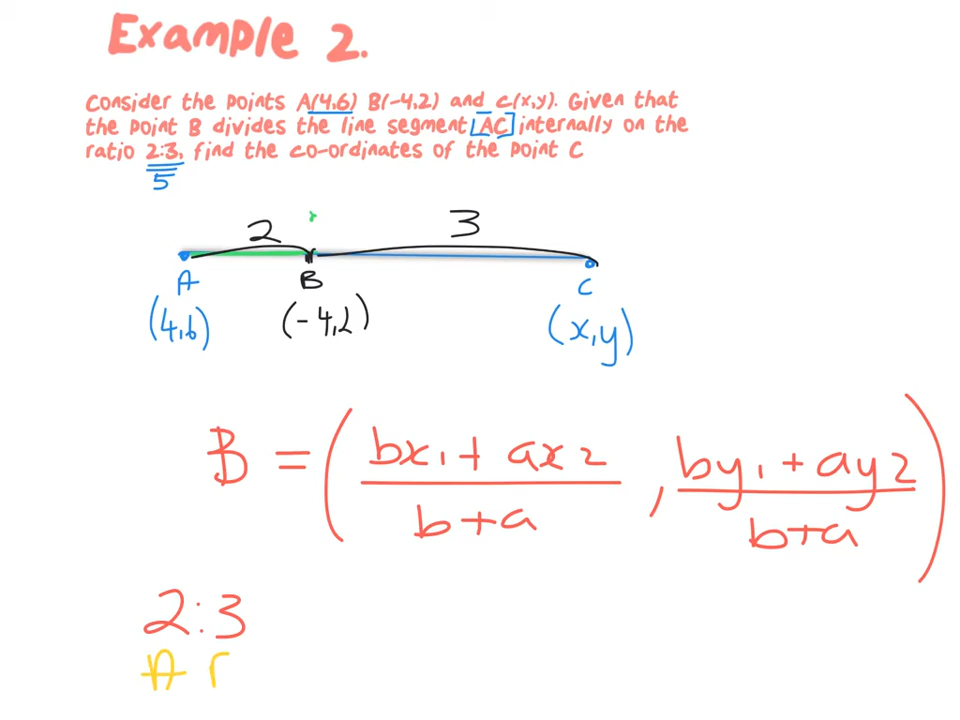 Example 2.
Consider the points A(4,6) B(-4,2) and C(x,y). Given that
the point B divides the line segment [AC] internally on the
ratio 2:3, find the co-ordinates of the point C
5
2 3
A B C
(4,6) (-4,2) (x,y)
B = (bx1 + ax2 / b+a , by1 + ay2 / b+a)
2:3
A